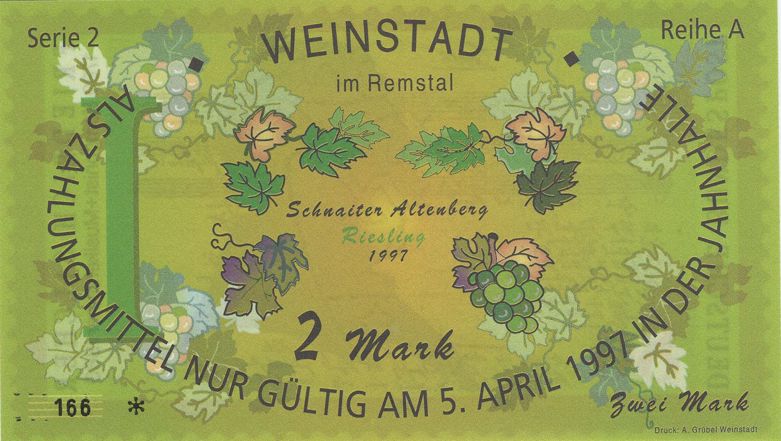 Serie 2
WEINSTADT
Reihe A
im Remstal
ALS ZAHLUNGSMITTEL NUR GÜLTIG AM 5. APRIL 1997 IN DER JAHNHALLE
Schnaiter Altenberg
Riesling
1997
2 Mark
166 *
Zwei Mark
Druck: A. Gröbel Weinstadt